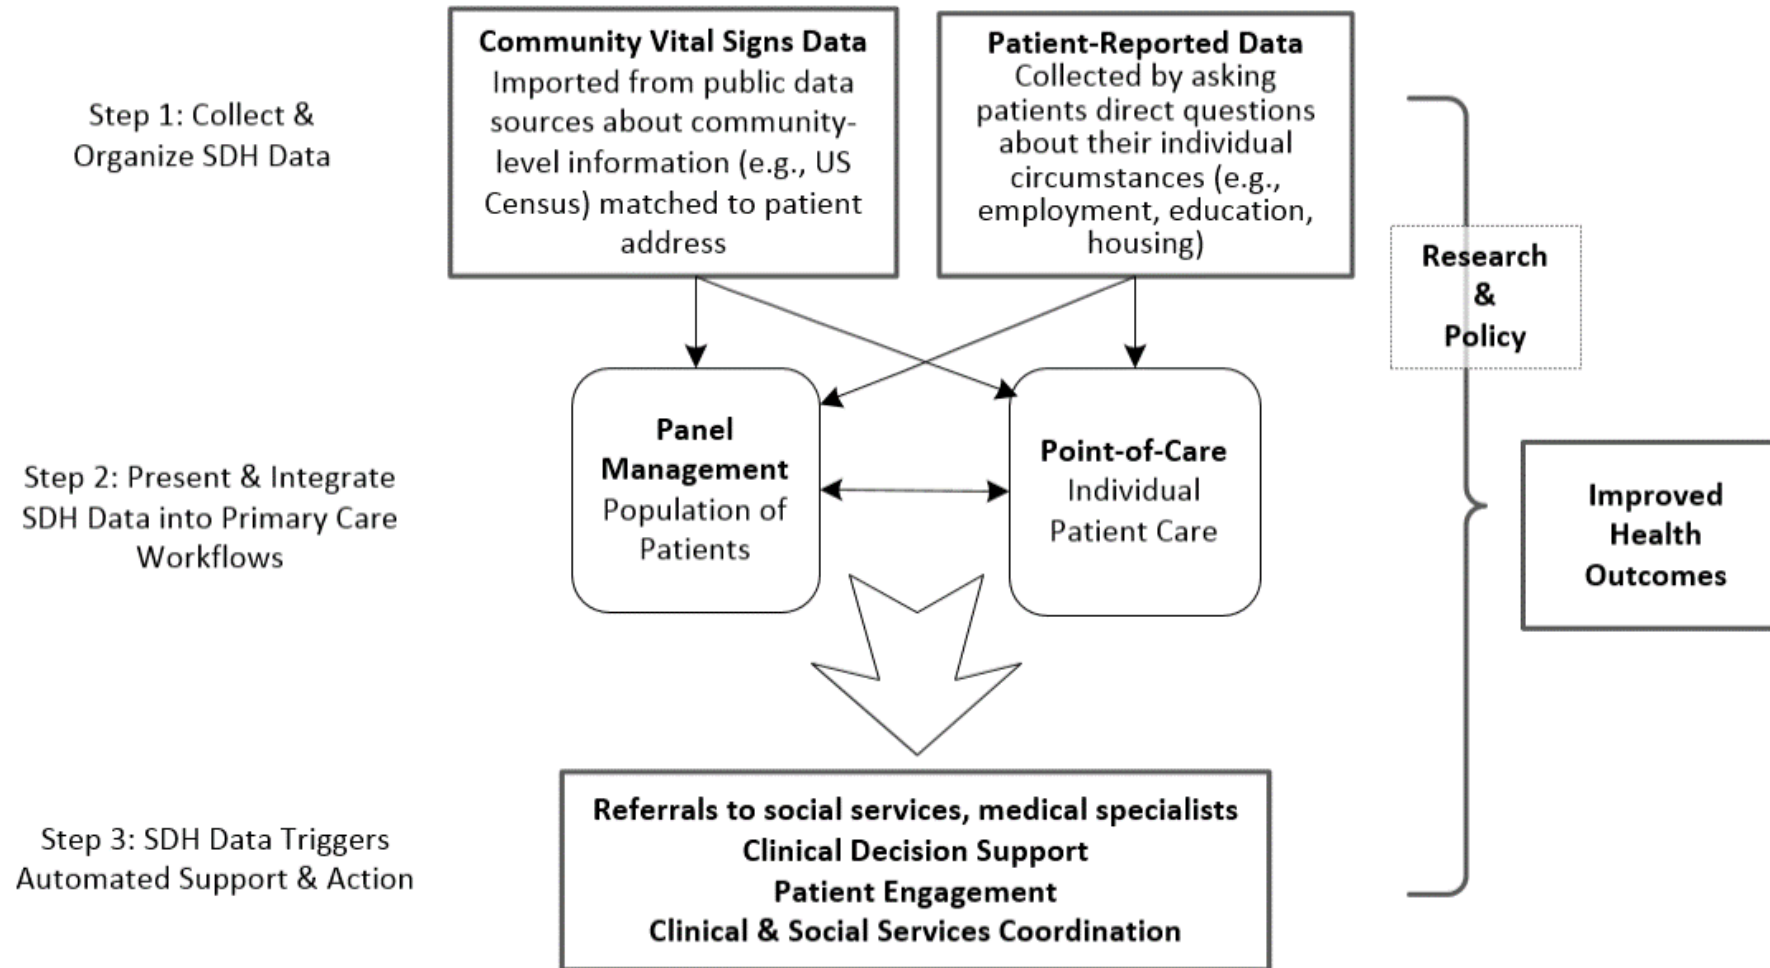 Step 1: Collect &
Organize SDH Data
Community Vital Signs Data
Imported from public data
sources about community-
level information (e.g., US
Census) matched to patient
address
Patient-Reported Data
Collected by asking
patients direct questions
about their individual
circumstances (e.g.,
employment, education,
housing)
Research
&
Policy
Step 2: Present & Integrate
SDH Data into Primary Care
Workflows
Panel
Management
Population of
Patients
Point-of-Care
Individual
Patient Care
Improved
Health
Outcomes
Step 3: SDH Data Triggers
Automated Support & Action
Referrals to social services, medical specialists
Clinical Decision Support
Patient Engagement
Clinical & Social Services Coordination